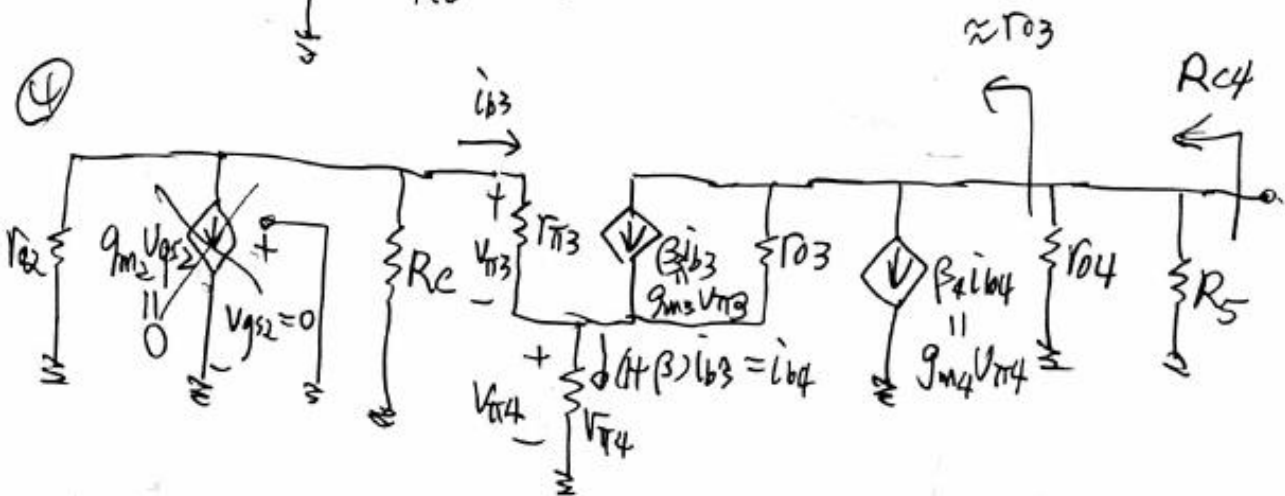 ④
≈ro3
Rc4
ib3
ro2
gm2vgs2
=
0
+
vgs2=0
-
Rc
+
vπ3
-
rπ3
β3ib3
=
gm3vπ3
ro3
β4ib4
=
gm4vπ4
ro4
R5
+
vπ4
-
rπ4
(1+β)ib3=ib4